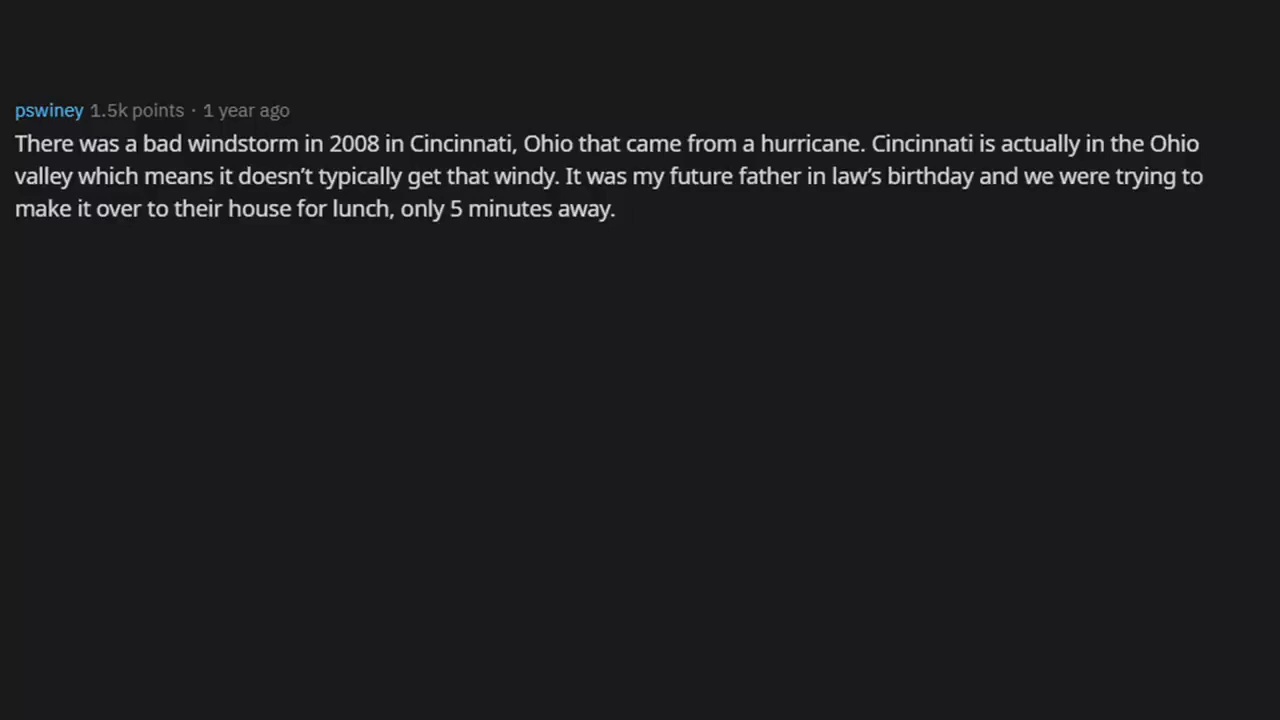 pswiney 1.5k points · 1 year ago
There was a bad windstorm in 2008 in Cincinnati, Ohio that came from a hurricane. Cincinnati is actually in the Ohio
valley which means it doesn’t typically get that windy. It was my future father in law’s birthday and we were trying to
make it over to their house for lunch, only 5 minutes away.